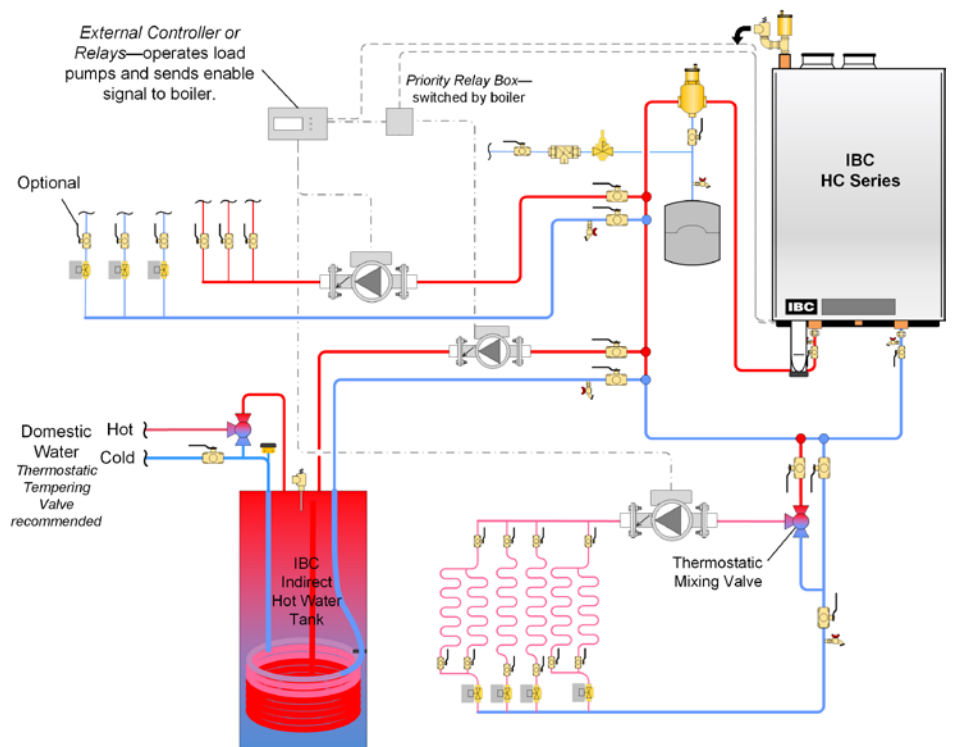 External Controller or
Relays—operates load
pumps and sends enable
signal to boiler.
Priority Relay Box—
switched by boiler
IBC
HC Series
Optional
IBC
Domestic
Water
Thermostatic
Tempering
Valve
recommended
Hot
Cold
IBC
Indirect
Hot Water
Tank
Thermostatic
Mixing Valve